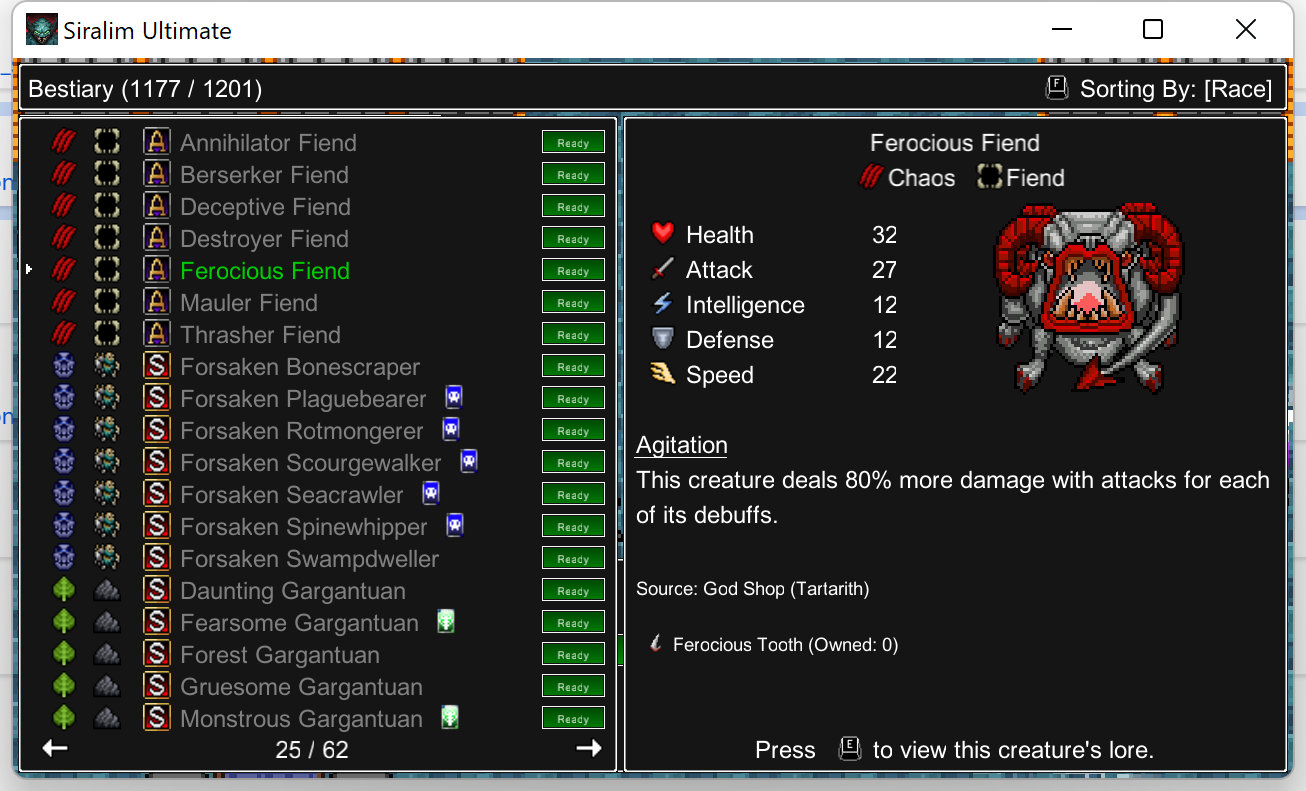 Siralim Ultimate
Bestiary (1177 / 1201)
F Sorting By: [Race]
A Annihilator Fiend Ready
A Berserker Fiend Ready
A Deceptive Fiend Ready
A Destroyer Fiend Ready
A Ferocious Fiend Ready
A Mauler Fiend Ready
A Thrasher Fiend Ready
S Forsaken Bonescraper Ready
S Forsaken Plaguebearer Ready
S Forsaken Rotmongerer Ready
S Forsaken Scourgewalker Ready
S Forsaken Seacrawler Ready
S Forsaken Spinewhipper Ready
S Forsaken Swampdweller Ready
S Daunting Gargantuan Ready
S Fearsome Gargantuan Ready
S Forest Gargantuan Ready
S Gruesome Gargantuan Ready
S Monstrous Gargantuan Ready
25 / 62
Ferocious Fiend
Chaos Fiend
Health 32
Attack 27
Intelligence 12
Defense 12
Speed 22
Agitation
This creature deals 80% more damage with attacks for each
of its debuffs.
Source: God Shop (Tartarith)
Ferocious Tooth (Owned: 0)
Press E to view this creature's lore.